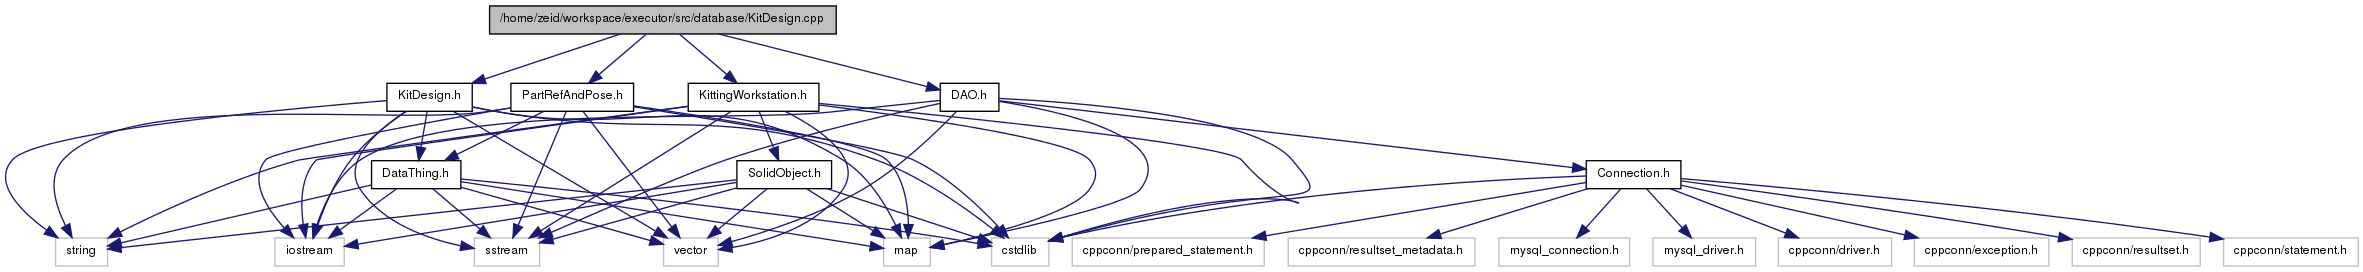 /home/zeid/workspace/executor/src/database/KitDesign.cpp
KitDesign.h
PartRefAndPose.h
KittingWorkstation.h
DAO.h
DataThing.h
SolidObject.h
Connection.h
string
iostream
sstream
vector
map
cstdlib
cppconn/prepared_statement.h
cppconn/resultset_metadata.h
mysql_connection.h
mysql_driver.h
cppconn/driver.h
cppconn/exception.h
cppconn/resultset.h
cppconn/statement.h